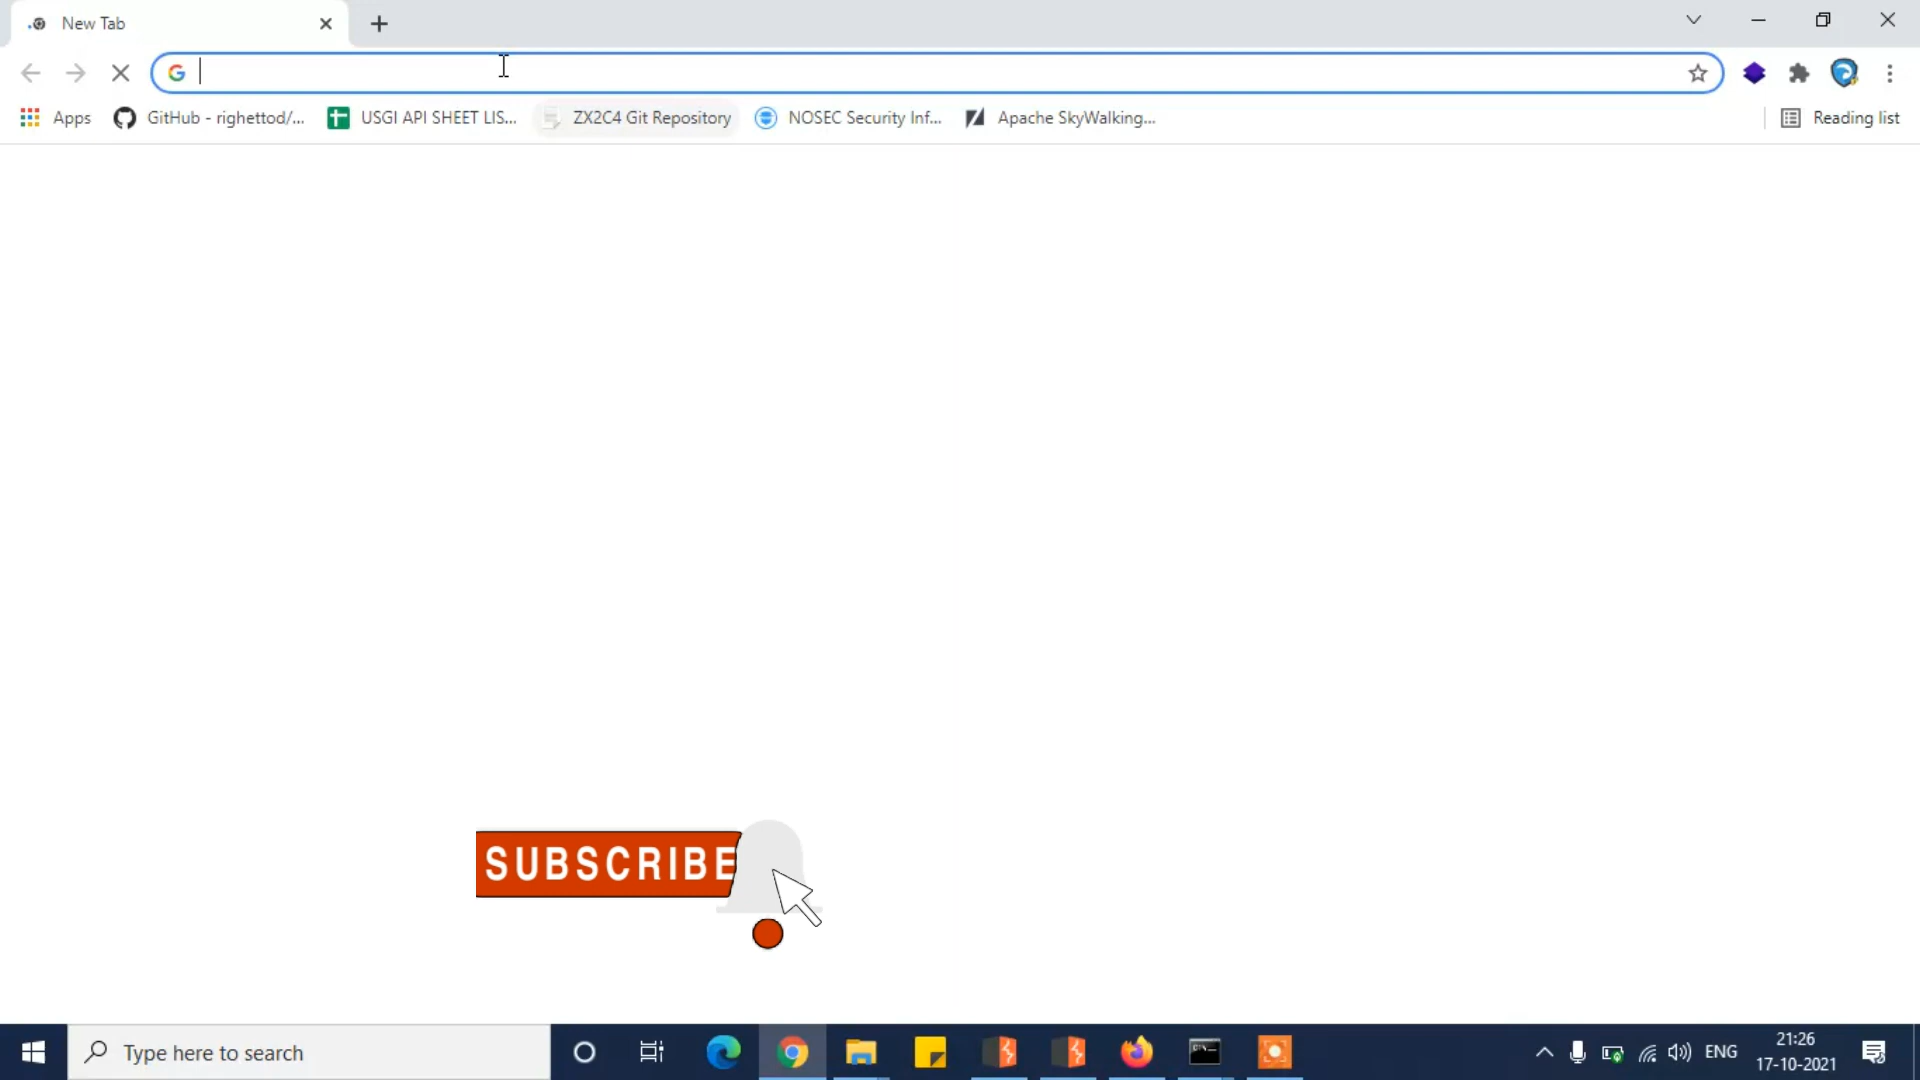 New Tab
Apps
GitHub - righettod/...
USGI API SHEET LIS...
ZX2C4 Git Repository
NOSEC Security Inf...
Apache SkyWalking...
Reading list
SUBSCRIBE
Type here to search
ENG
21:26
17-10-2021